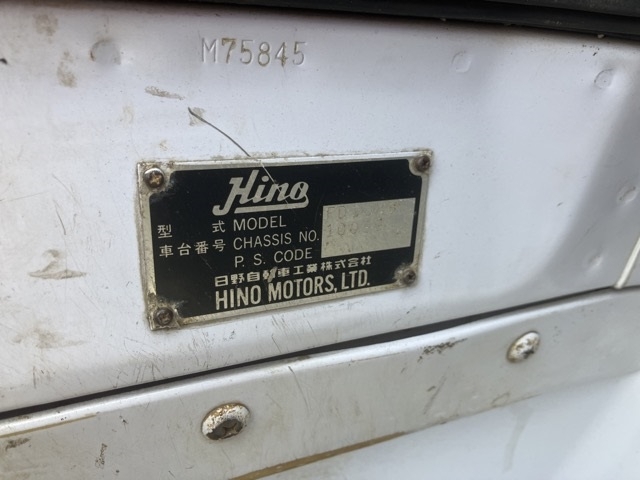 M75845
Hino
型 式 MODEL
車台番号 CHASSIS NO.
P. S. CODE
日野自動車工業株式会社
HINO MOTORS, LTD.